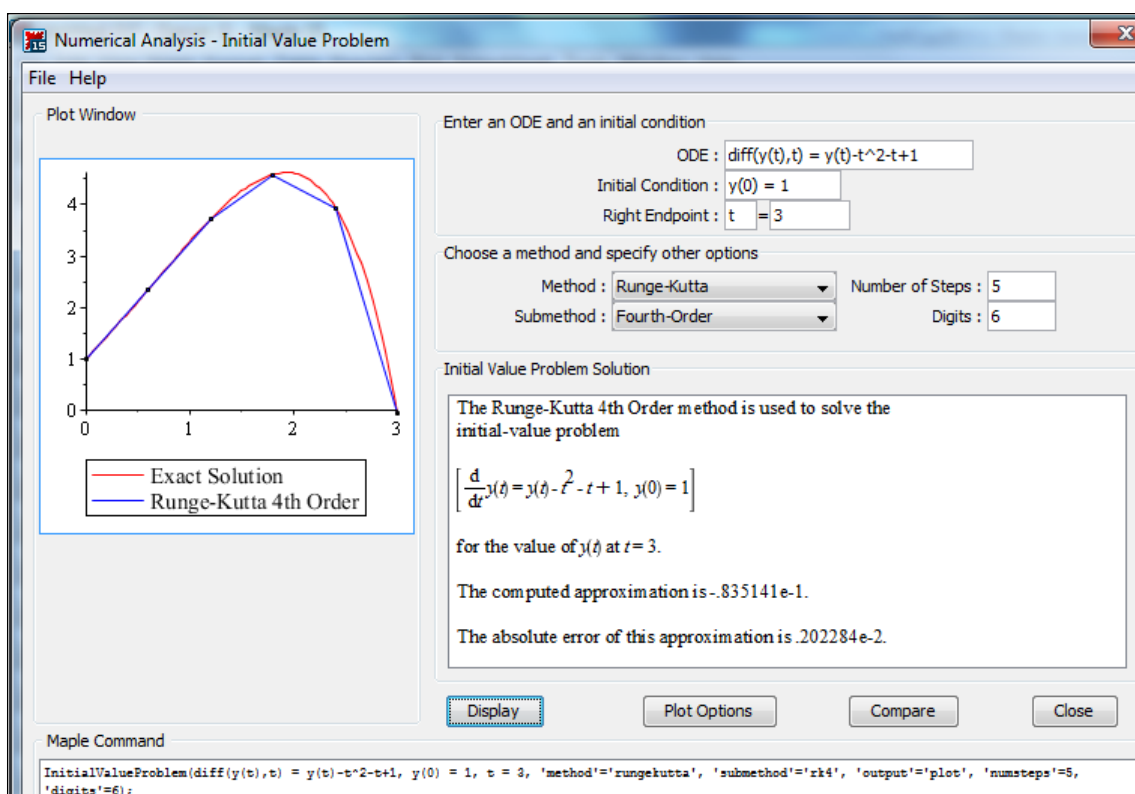 Numerical Analysis - Initial Value Problem
File Help
Plot Window
4
3
2
1
0
0 1 2 3
Exact Solution
Runge-Kutta 4th Order
Enter an ODE and an initial condition
ODE : diff(y(t),t) = y(t)-t^2-t+1
Initial Condition : y(0) = 1
Right Endpoint : t = 3
Choose a method and specify other options
Method : Runge-Kutta Number of Steps : 5
Submethod : Fourth-Order Digits : 6
Initial Value Problem Solution
The Runge-Kutta 4th Order method is used to solve the
initial-value problem
[d/dt y(t) = y(t) - t^2 - t + 1, y(0) = 1]
for the value of y(t) at t = 3.
The computed approximation is -.835141e-1.
The absolute error of this approximation is .202284e-2.
Display Plot Options Compare Close
Maple Command
InitialValueProblem(diff(y(t),t) = y(t)-t^2-t+1, y(0) = 1, t = 3, 'method'='rungekutta', 'submethod'='rk4', 'output'='plot', 'numsteps'=5,
'digits'=6);